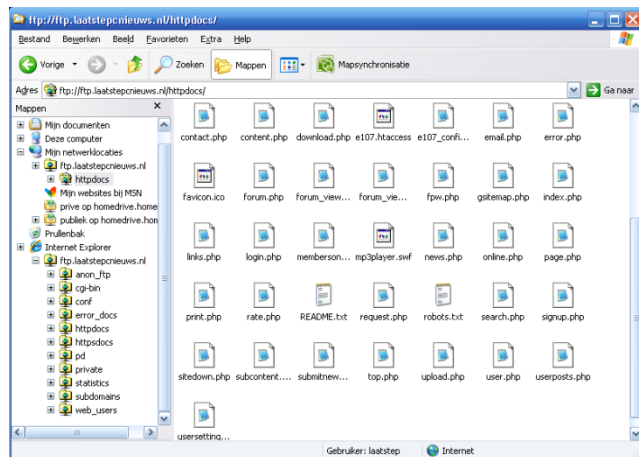 ftp://ftp.laatstepcnieuws.nl/httpdocs/
Bestand Bewerken Beeld Favorieten Extra Help
Vorige Zoeken Mappen Mapsynchronisatie
Adres ftp://ftp.laatstepcnieuws.nl/httpdocs/ Ga naar
Mappen
Mijn documenten
Deze computer
Mijn netwerklocaties
ftp.laatstepcnieuws.nl
httpdocs
Mijn websites bij MSN
prive op homedrive.home
publiek op homedrive.hon
Prullenbak
Internet Explorer
ftp.laatstepcnieuws.nl
anon_ftp
cgi-bin
conf
error_docs
httpdocs
httpsdocs
pd
private
statistics
subdomains
web_users
contact.php content.php download.php e107.htaccess e107_confi... email.php error.php
favicon.ico forum.php forum_view... forum_vie... fpw.php gsitemap.php index.php
links.php login.php memberson... mp3player.swf news.php online.php page.php
print.php rate.php README.txt request.php robots.txt search.php signup.php
sitedown.php subcontent.... submitnew... top.php upload.php user.php userposts.php
usersetting...
Gebruiker: laatstep Internet